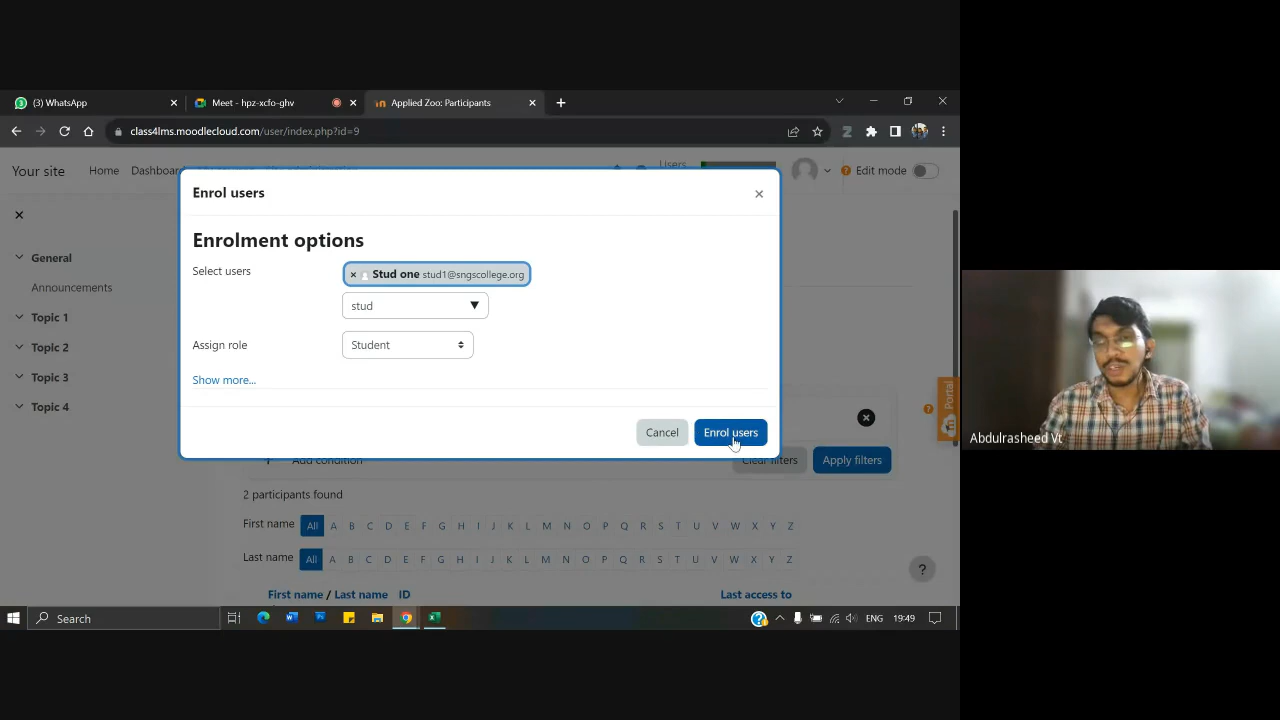 (3) WhatsApp
Meet - hpz-xcfo-ghv
Applied Zoo: Participants
class4lms.moodlecloud.com/user/index.php?id=9
Your site Home Dashboard Users Edit mode
Enrol users
Enrolment options
Select users
Stud one stud1@sngscollege.org
stud
Assign role
Student
Show more...
Cancel Enrol users
General
Announcements
Topic 1
Topic 2
Topic 3
Topic 4
Portal
Add condition
Clear filters Apply filters
2 participants found
First name All A B C D E F G H I J K L M N O P Q R S T U V W X Y Z
Last name All A B C D E F G H I J K L M N O P Q R S T U V W X Y Z
First name / Last name ID Last access to
?
Search
ENG 19:49
Abdulrasheed Vt